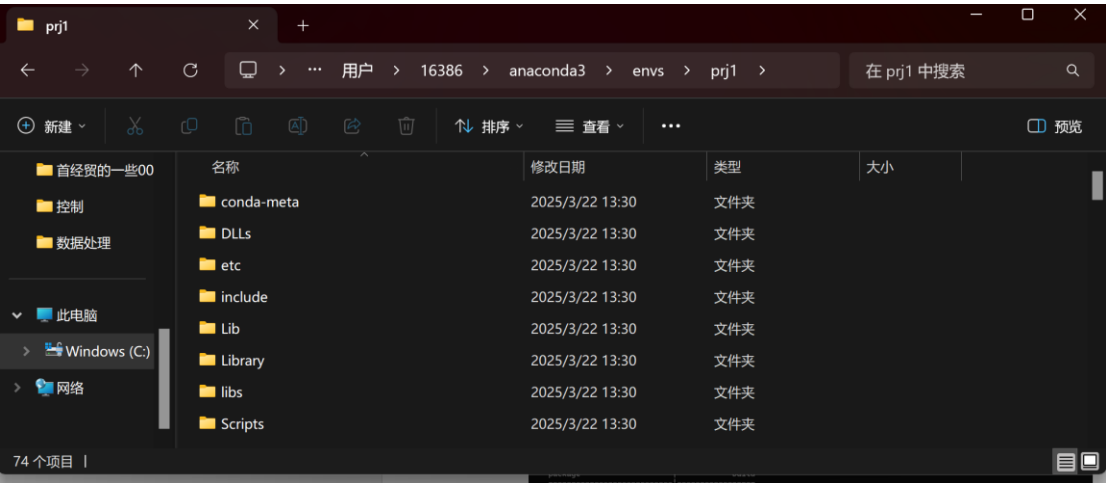 prj1
… 用户 > 16386 > anaconda3 > envs > prj1 >
在 prj1 中搜索
新建 排序 查看 … 预览
首经贸的一些00
控制
数据处理
此电脑
Windows (C:)
网络
名称 修改日期 类型 大小
conda-meta 2025/3/22 13:30 文件夹
DLLs 2025/3/22 13:30 文件夹
etc 2025/3/22 13:30 文件夹
include 2025/3/22 13:30 文件夹
Lib 2025/3/22 13:30 文件夹
Library 2025/3/22 13:30 文件夹
libs 2025/3/22 13:30 文件夹
Scripts 2025/3/22 13:30 文件夹
74 个项目